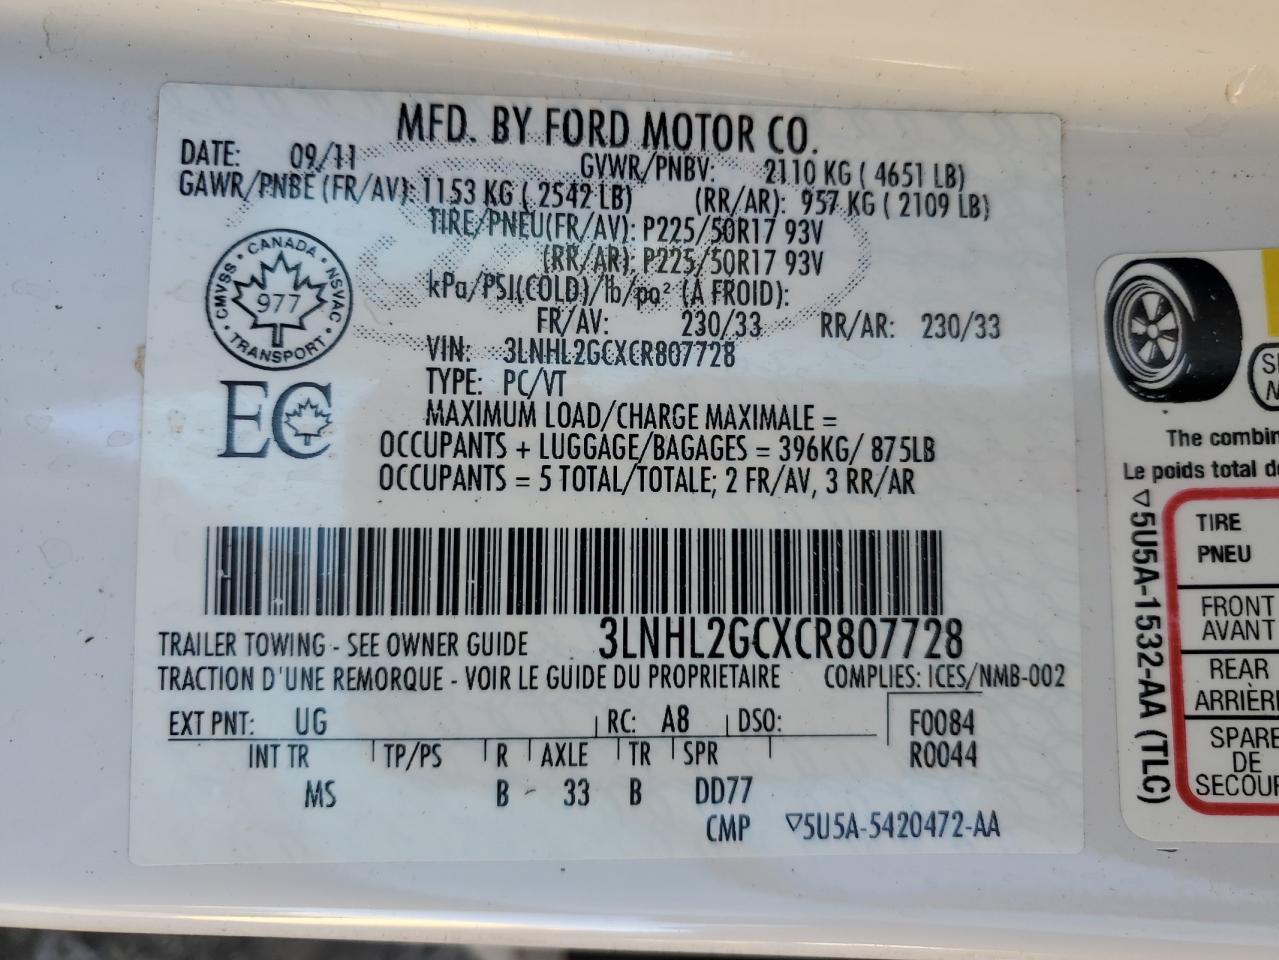 MFD. BY FORD MOTOR CO.
DATE: 09/11 GVWR/PNBV: 2110 KG ( 4651 LB)
GAWR/PNBE (FR/AV): 1153 KG ( 2542 LB) (RR/AR): 957 KG ( 2109 LB)
TIRE/PNEU(FR/AV): P225/50R17 93V
(RR/AR): P225/50R17 93V
kPa/PSI(COLD)/lb/po² (A FROID):
FR/AV: 230/33 RR/AR: 230/33
VIN: 3LNHL2GCXCR807728
TYPE: PC/VT
MAXIMUM LOAD/CHARGE MAXIMALE =
OCCUPANTS + LUGGAGE/BAGAGES = 396KG/ 875LB
OCCUPANTS = 5 TOTAL/TOTALE; 2 FR/AV, 3 RR/AR
CMVSS • CANADA • NSVAC • TRANSPORT •
977
EC
3LNHL2GCXCR807728
TRAILER TOWING - SEE OWNER GUIDE
TRACTION D'UNE REMORQUE - VOIR LE GUIDE DU PROPRIETAIRE COMPLIES: ICES/NMB-002
EXT PNT: UG RC: A8 DSO: F0084
INT TR TP/PS R AXLE TR SPR R0044
MS B - 33 B DD77
CMP ▽5U5A-5420472-AA
The combin
Le poids total d
▽5U5A-1532-AA (TLC)
TIRE
PNEU
FRONT
AVANT
REAR
ARRIÈR
SPARE
DE
SECOU